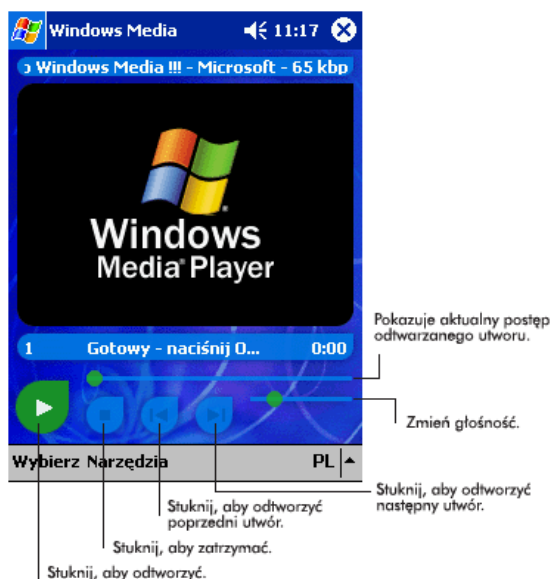 Windows Media 11:17
o Windows Media !!! - Microsoft - 65 kbp
Windows
Media Player
1 Gotowy - naciśnij O... 0:00
Pokazuje aktualny postęp
odtwarzanego utworu.
Zmień głośność.
Wybierz Narzędzia PL
Stuknij, aby odtworzyć
następny utwór.
Stuknij, aby odtworzyć
poprzedni utwór.
Stuknij, aby zatrzymać.
Stuknij, aby odtworzyć.